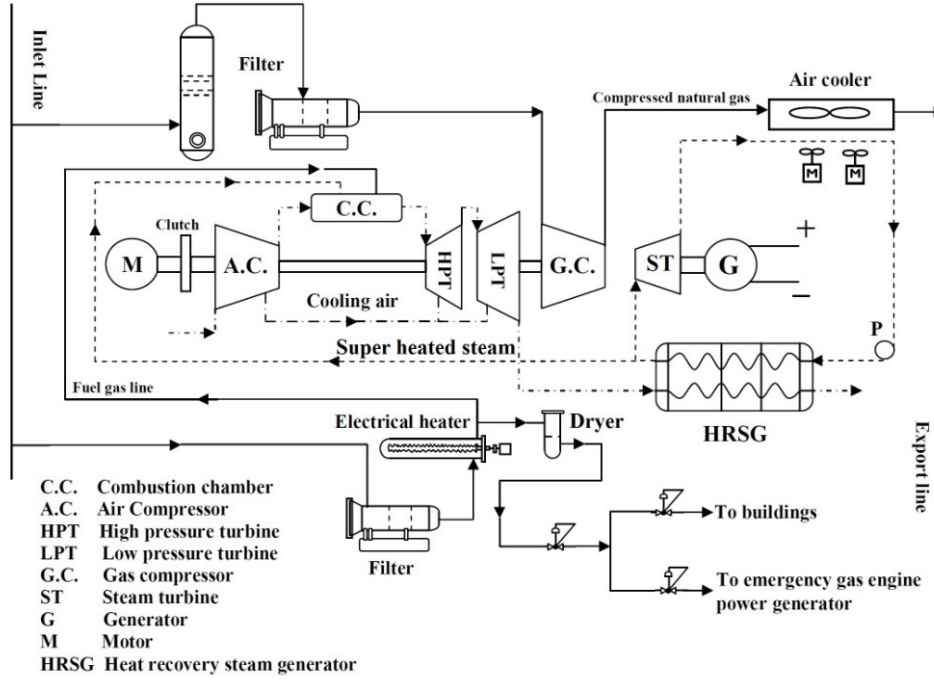 Inlet Line
Filter
Air cooler
Compressed natural gas
M
M
C.C.
Clutch
M
A.C.
HPT
LPT
G.C.
ST
G
+
−
Cooling air
P
Super heated steam
Fuel gas line
Electrical heater
Dryer
HRSG
Export line
Filter
To buildings
To emergency gas engine
power generator
C.C. Combustion chamber
A.C. Air Compressor
HPT High pressure turbine
LPT Low pressure turbine
G.C. Gas compressor
ST Steam turbine
G Generator
M Motor
HRSG Heat recovery steam generator